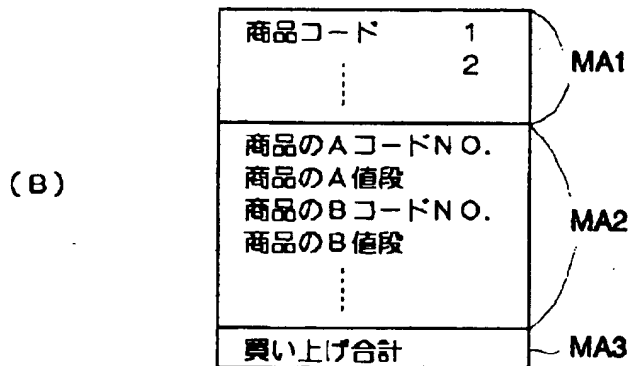 商品コード 1
2
MA1
(B)
商品のAコードNO.
商品のA値段
商品のBコードNO.
商品のB値段
MA2
買い上げ合計
MA3